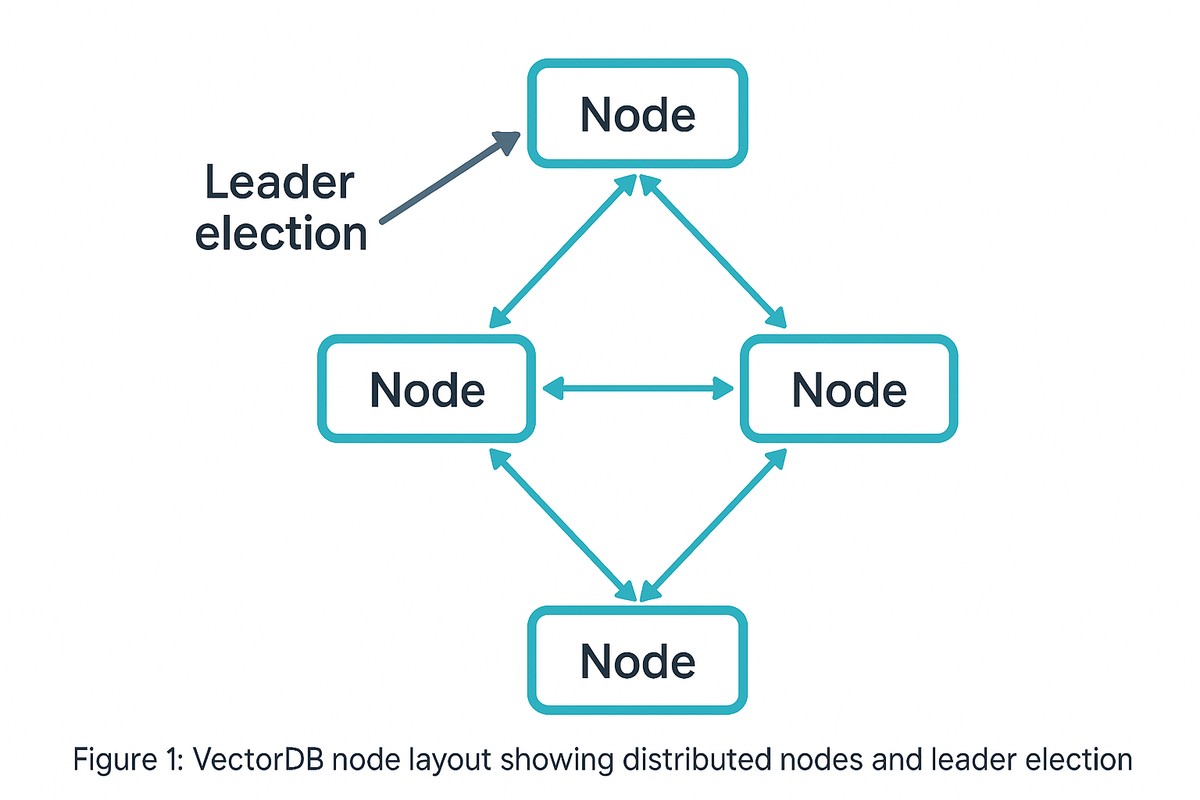 Node
Leader
election
Node
Node
Node
Figure 1: VectorDB node layout showing distributed nodes and leader election